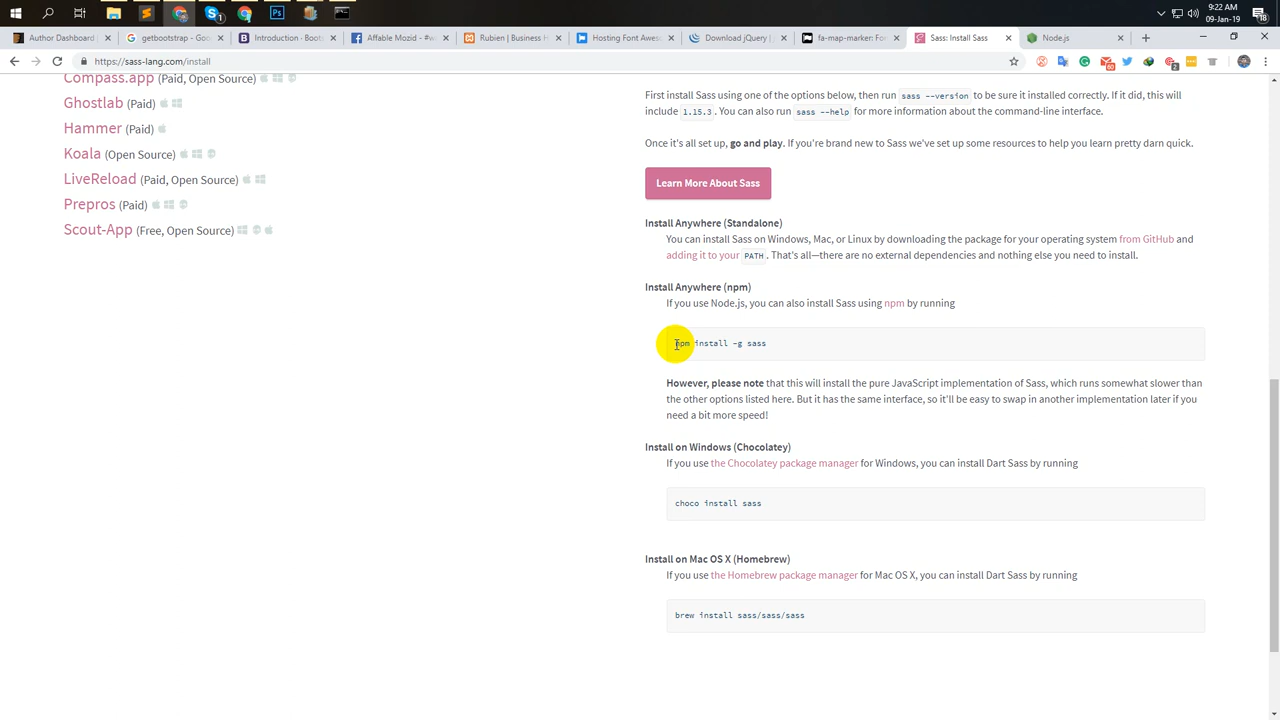 9:22 AM
09-Jan-19
18
1
Author Dashboard
getbootstrap - Goo
Introduction · Boots
Affable Mozid - #w
Rubien | Business H
Hosting Font Aweso
Download jQuery |
fa-map-marker: Fon
Sass: Install Sass
Node.js
https://sass-lang.com/install
60
2
Compass.app (Paid, Open Source)
Ghostlab (Paid)
Hammer (Paid)
Koala (Open Source)
LiveReload (Paid, Open Source)
Prepros (Paid)
Scout-App (Free, Open Source)
First install Sass using one of the options below, then run sass --version to be sure it installed correctly. If it did, this will
include 1.15.3 . You can also run sass --help for more information about the command-line interface.
Once it's all set up, go and play. If you're brand new to Sass we've set up some resources to help you learn pretty darn quick.
Learn More About Sass
Install Anywhere (Standalone)
You can install Sass on Windows, Mac, or Linux by downloading the package for your operating system from GitHub and
adding it to your PATH . That's all—there are no external dependencies and nothing else you need to install.
Install Anywhere (npm)
If you use Node.js, you can also install Sass using npm by running
npm install -g sass
However, please note that this will install the pure JavaScript implementation of Sass, which runs somewhat slower than
the other options listed here. But it has the same interface, so it'll be easy to swap in another implementation later if you
need a bit more speed!
Install on Windows (Chocolatey)
If you use the Chocolatey package manager for Windows, you can install Dart Sass by running
choco install sass
Install on Mac OS X (Homebrew)
If you use the Homebrew package manager for Mac OS X, you can install Dart Sass by running
brew install sass/sass/sass